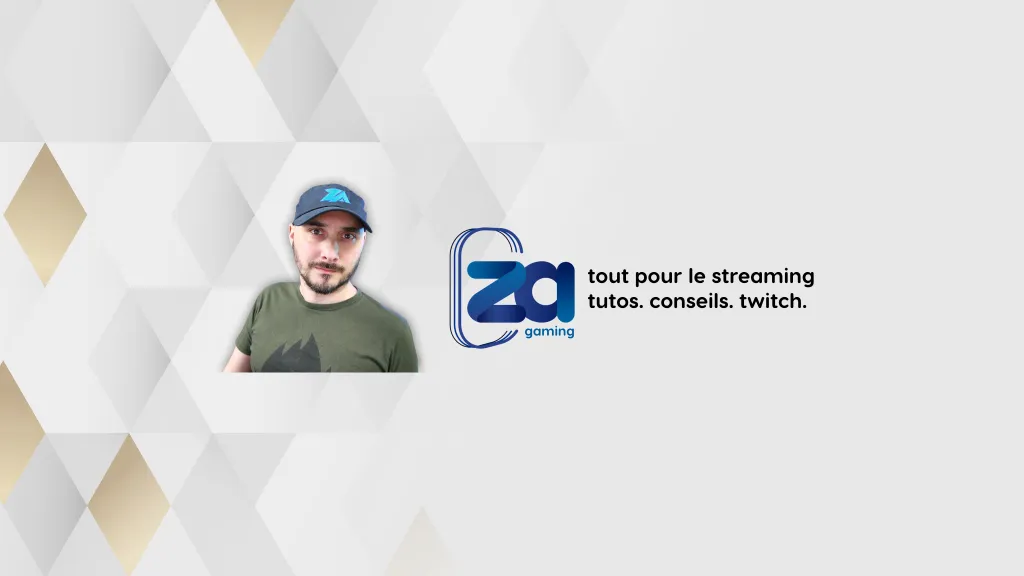 ZA
za
gaming
tout pour le streaming
tutos. conseils. twitch.